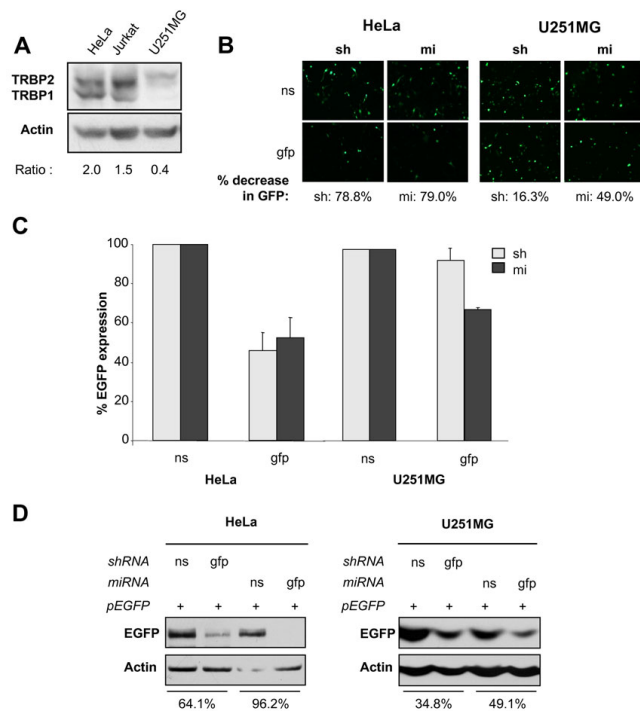 A
HeLa
Jurkat
U251MG
TRBP2
TRBP1
Actin
Ratio : 2.0 1.5 0.4
B
HeLa U251MG
sh mi sh mi
ns
gfp
% decrease
in GFP: sh: 78.8% mi: 79.0% sh: 16.3% mi: 49.0%
C
% EGFP expression
100
80
60
40
20
0
sh
mi
ns gfp ns gfp
HeLa U251MG
D
HeLa
shRNA ns gfp
miRNA ns gfp
pEGFP + + + +
EGFP
Actin
64.1% 96.2%
U251MG
shRNA ns gfp
miRNA ns gfp
pEGFP + + + +
EGFP
Actin
34.8% 49.1%